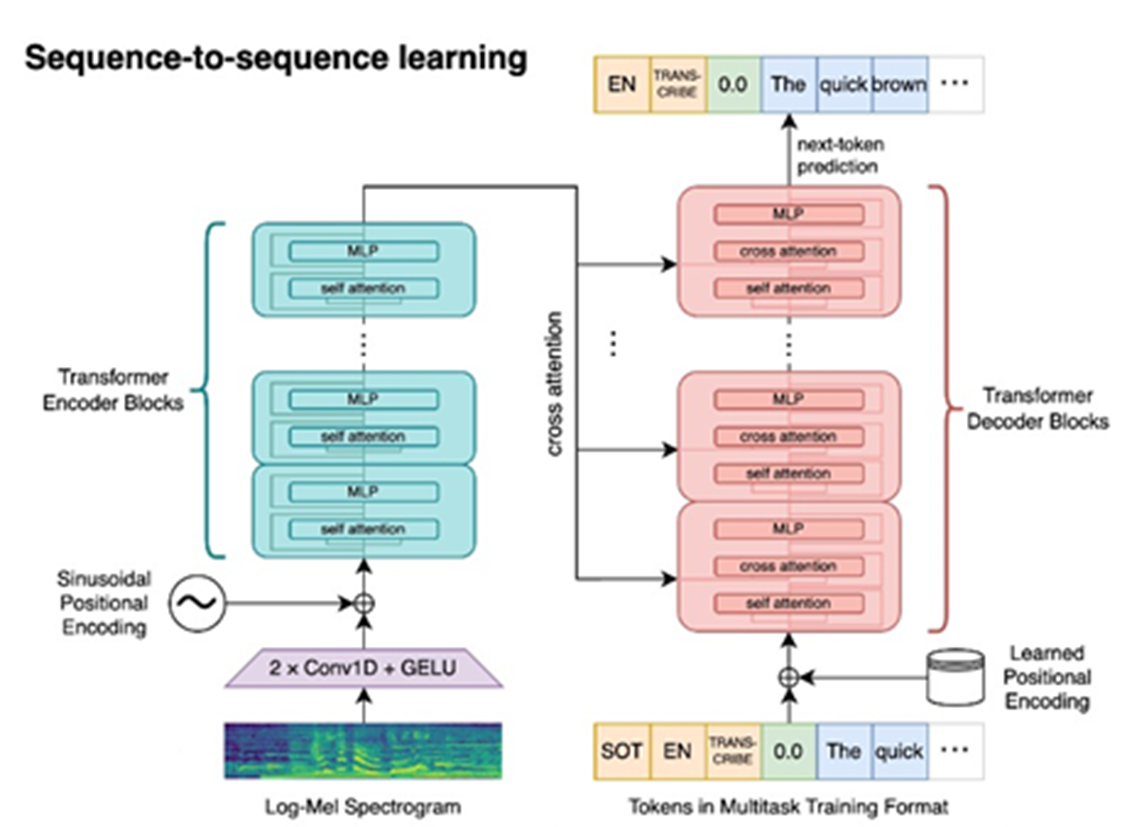 Sequence-to-sequence learning
EN TRANS-CRIBE 0.0 The quick brown ...
next-token
prediction
MLP
cross attention
self attention
MLP
cross attention
self attention
MLP
cross attention
self attention
Transformer
Decoder Blocks
cross attention
MLP
self attention
MLP
self attention
MLP
self attention
Transformer
Encoder Blocks
Sinusoidal
Positional
Encoding
2 × Conv1D + GELU
Log-Mel Spectrogram
Learned
Positional
Encoding
SOT EN TRANS-CRIBE 0.0 The quick ...
Tokens in Multitask Training Format